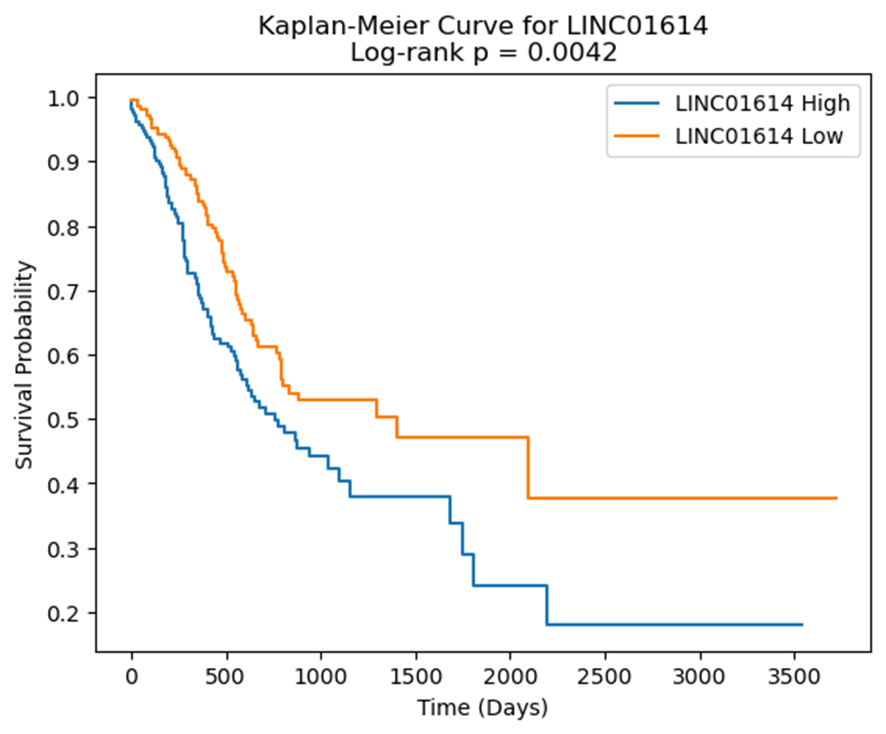 Kaplan-Meier Curve for LINC01614
Log-rank p = 0.0042
LINC01614 High
LINC01614 Low
Survival Probability
1.0
0.9
0.8
0.7
0.6
0.5
0.4
0.3
0.2
0 500 1000 1500 2000 2500 3000 3500
Time (Days)